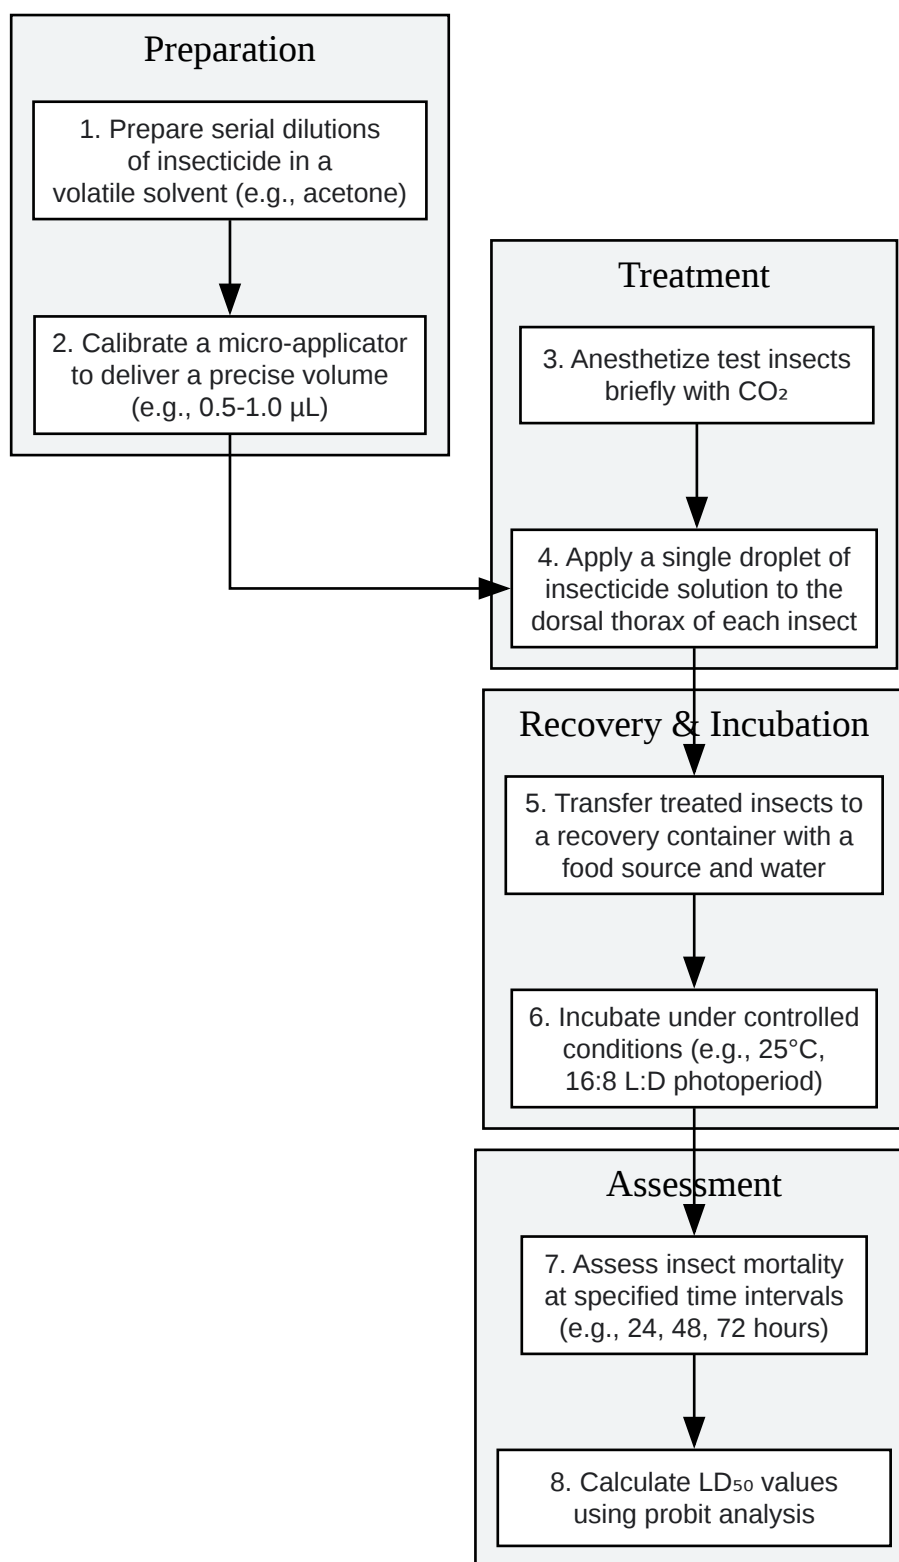 Preparation
1. Prepare serial dilutions
of insecticide in a
volatile solvent (e.g., acetone)
2. Calibrate a micro-applicator
to deliver a precise volume
(e.g., 0.5-1.0 µL)
Treatment
3. Anesthetize test insects
briefly with CO₂
4. Apply a single droplet of
insecticide solution to the
dorsal thorax of each insect
Recovery & Incubation
5. Transfer treated insects to
a recovery container with a
food source and water
6. Incubate under controlled
conditions (e.g., 25°C,
16:8 L:D photoperiod)
Assessment
7. Assess insect mortality
at specified time intervals
(e.g., 24, 48, 72 hours)
8. Calculate LD₅₀ values
using probit analysis